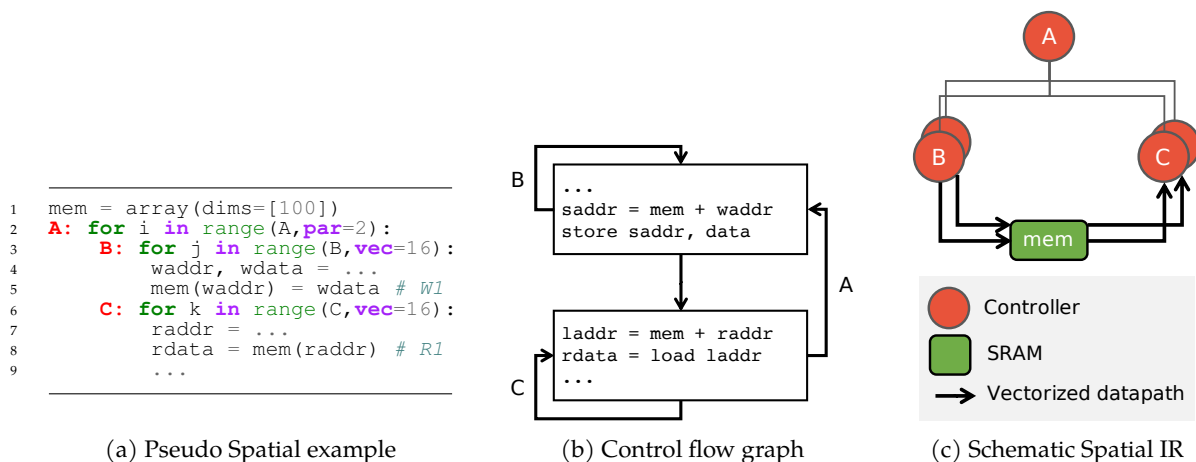 1 mem = array(dims=[100])
2 A: for i in range(A,par=2):
3 B: for j in range(B,vec=16):
4 waddr, wdata = ...
5 mem(waddr) = wdata # W1
6 C: for k in range(C,vec=16):
7 raddr = ...
8 rdata = mem(raddr) # R1
9 ...
(a) Pseudo Spatial example
B
...
saddr = mem + waddr
store saddr, data
A
laddr = mem + raddr
rdata = load laddr
...
C
(b) Control flow graph
A
B
C
mem
Controller
SRAM
Vectorized datapath
(c) Schematic Spatial IR